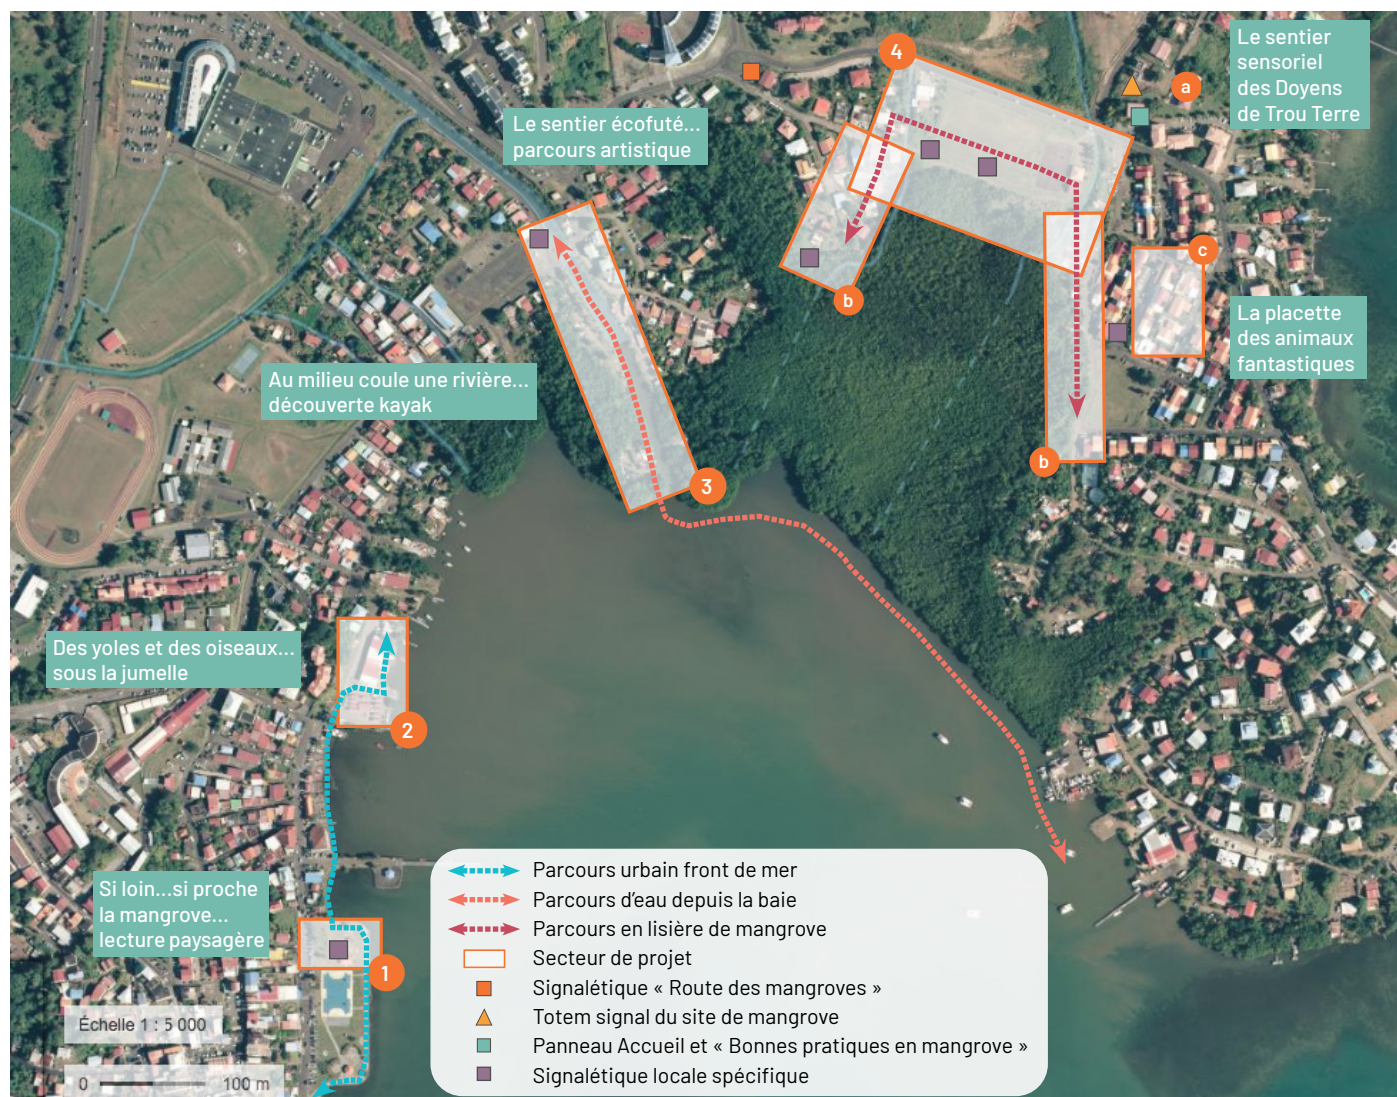 Le sentier
sensoriel
des Doyens
de Trou Terre
4
a
Le sentier écofuté...
parcours artistique
c
b
La placette
des animaux
fantastiques
Au milieu coule une rivière...
découverte kayak
b
3
Des yoles et des oiseaux...
sous la jumelle
2
Si loin...si proche
la mangrove...
lecture paysagère
1
Échelle 1 : 5 000
0 100 m
Parcours urbain front de mer
Parcours d'eau depuis la baie
Parcours en lisière de mangrove
Secteur de projet
Signalétique « Route des mangroves »
Totem signal du site de mangrove
Panneau Accueil et « Bonnes pratiques en mangrove »
Signalétique locale spécifique